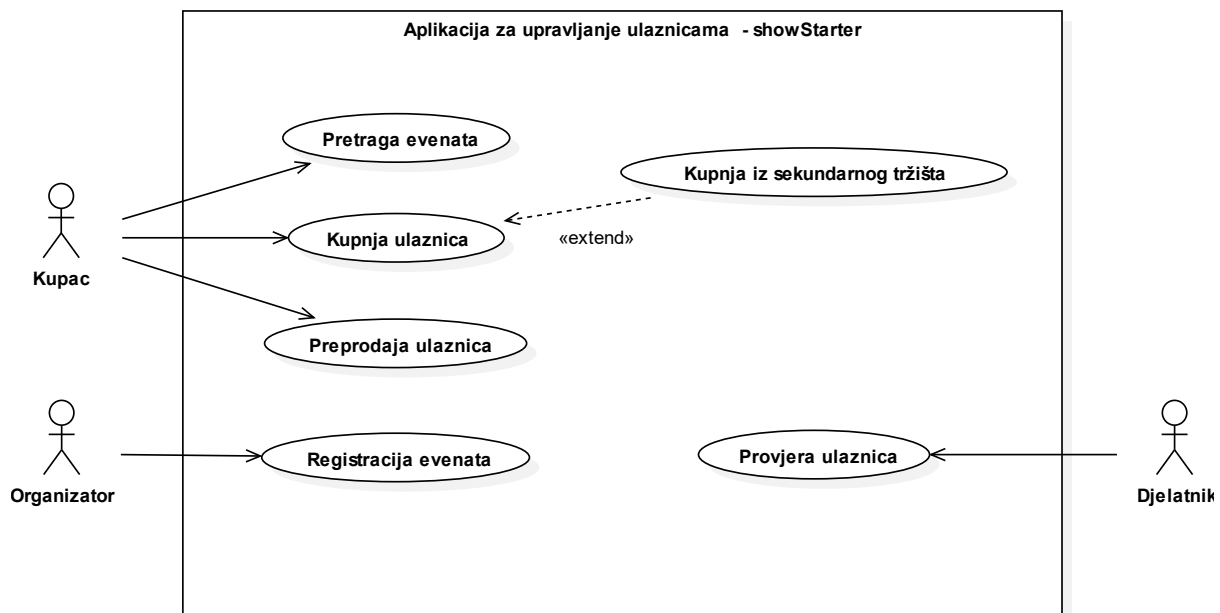 Aplikacija za upravljanje ulaznicama - showStarter
Pretraga evenata
Kupnja iz sekundarnog tržišta
Kupnja ulaznica
«extend»
Kupac
Preprodaja ulaznica
Registracija evenata
Provjera ulaznica
Organizator
Djelatnik